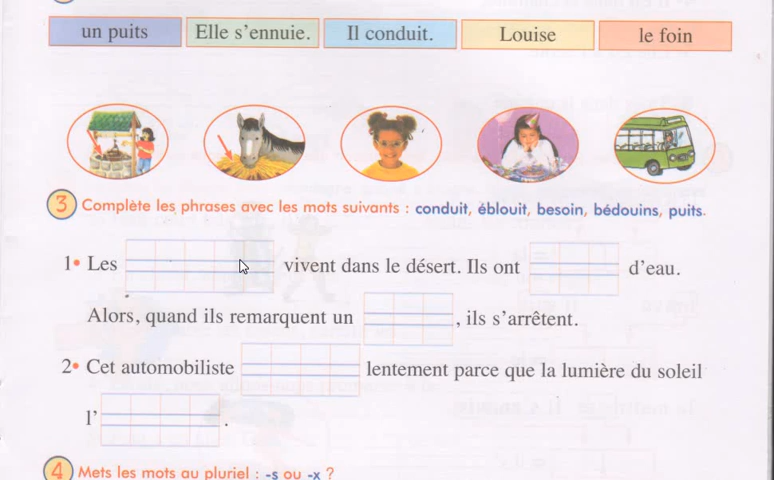 un puits Elle s'ennuie. Il conduit. Louise le foin
3 Complète les phrases avec les mots suivants : conduit, éblouit, besoin, bédouins, puits.
1• Les vivent dans le désert. Ils ont d'eau.
Alors, quand ils remarquent un , ils s'arrêtent.
2• Cet automobiliste lentement parce que la lumière du soleil
l' .
4 Mets les mots au pluriel : -s ou -x ?